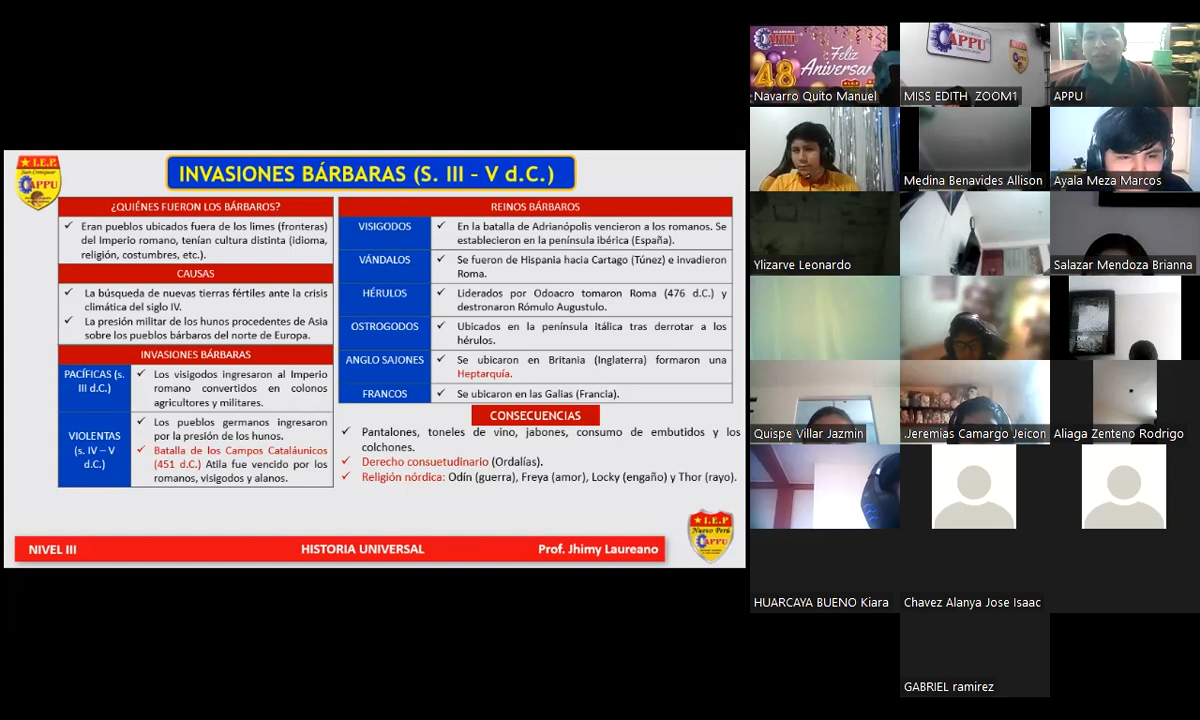 INVASIONES BÁRBARAS (S. III - V d.C.)
★ I.E.P.
APPU
¿QUIÉNES FUERON LOS BÁRBAROS?
✓ Eran pueblos ubicados fuera de los limes (fronteras)
del Imperio romano, tenían cultura distinta (idioma,
religión, costumbres, etc.).
CAUSAS
✓ La búsqueda de nuevas tierras fértiles ante la crisis
climática del siglo IV.
✓ La presión militar de los hunos procedentes de Asia
sobre los pueblos bárbaros del norte de Europa.
INVASIONES BÁRBARAS
PACÍFICAS (s.
III d.C.)
✓ Los visigodos ingresaron al Imperio
romano convertidos en colonos
agricultores y militares.
VIOLENTAS
(s. IV – V
d.C.)
✓ Los pueblos germanos ingresaron
por la presión de los hunos.
✓ Batalla de los Campos Cataláunicos
(451 d.C.) Atila fue vencido por los
romanos, visigodos y alanos.
REINOS BÁRBAROS
VISIGODOS
✓ En la batalla de Adrianópolis vencieron a los romanos. Se
establecieron en la península ibérica (España).
VÁNDALOS
✓ Se fueron de Hispania hacia Cartago (Túnez) e invadieron
Roma.
HÉRULOS
✓ Liderados por Odoacro tomaron Roma (476 d.C.) y
destronaron Rómulo Augustulo.
OSTROGODOS
✓ Ubicados en la península itálica tras derrotar a los
hérulos.
ANGLO SAJONES
✓ Se ubicaron en Britania (Inglaterra) formaron una
Heptarquía.
FRANCOS
✓ Se ubicaron en las Galias (Francia).
CONSECUENCIAS
✓ Pantalones, toneles de vino, jabones, consumo de embutidos y los
colchones.
✓ Derecho consuetudinario (Ordalías).
✓ Religión nórdica: Odín (guerra), Freya (amor), Locky (engaño) y Thor (rayo).
★ I.E.P
Nuevo Perú
APPU
NIVEL III
HISTORIA UNIVERSAL
Prof. Jhimy Laureano
ACADEMIA
APPU
Feliz
48 Aniversar
Navarro Quito Manuel
APPU
MISS EDITH ZOOM1
APPU
Medina Benavides Allison
Ayala Meza Marcos
Ylizarve Leonardo
Salazar Mendoza Brianna
Quispe Villar Jazmin
Jeremias Camargo Jeicon
Aliaga Zenteno Rodrigo
HUARCAYA BUENO Kiara
Chavez Alanya Jose Isaac
GABRIEL ramirez